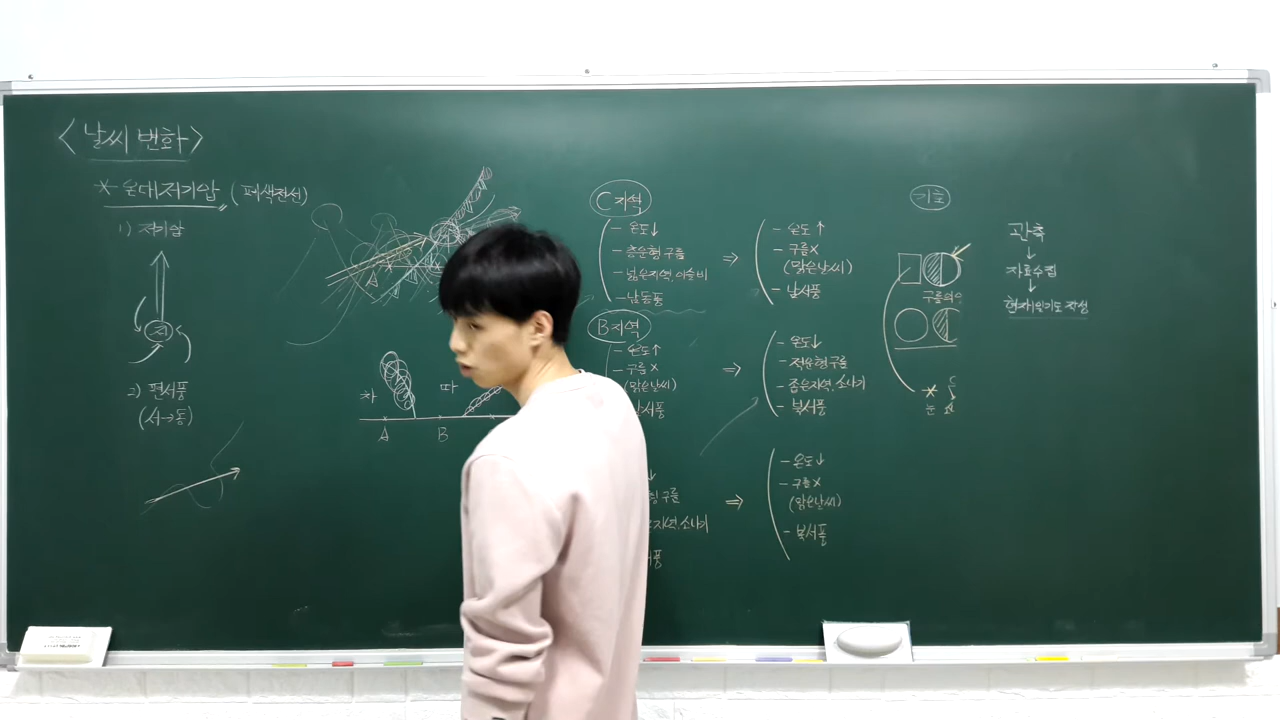 <날씨 변화>
* 온대저기압 (폐색전선)
1) 저기압
저
2) 편서풍
(서→동)
차
따
A
B
C지역
- 온도↓
- 층운형 구름
- 넓은지역, 이슬비
- 남동풍
⇒
- 온도↑
- 구름×
(맑은날씨)
- 남서풍
B지역
- 온도↑
- 구름×
(맑은날씨)
남서풍
⇒
- 온도↓
- 적운형구름
- 좁은지역, 소나기
- 북서풍
↓
형 구름
지역, 소나기
서풍
⇒
- 온도↓
- 구름×
(맑은날씨)
- 북서풍
기호
구름의
눈
관측
↓
자료수집
↓
현재일기도 작성